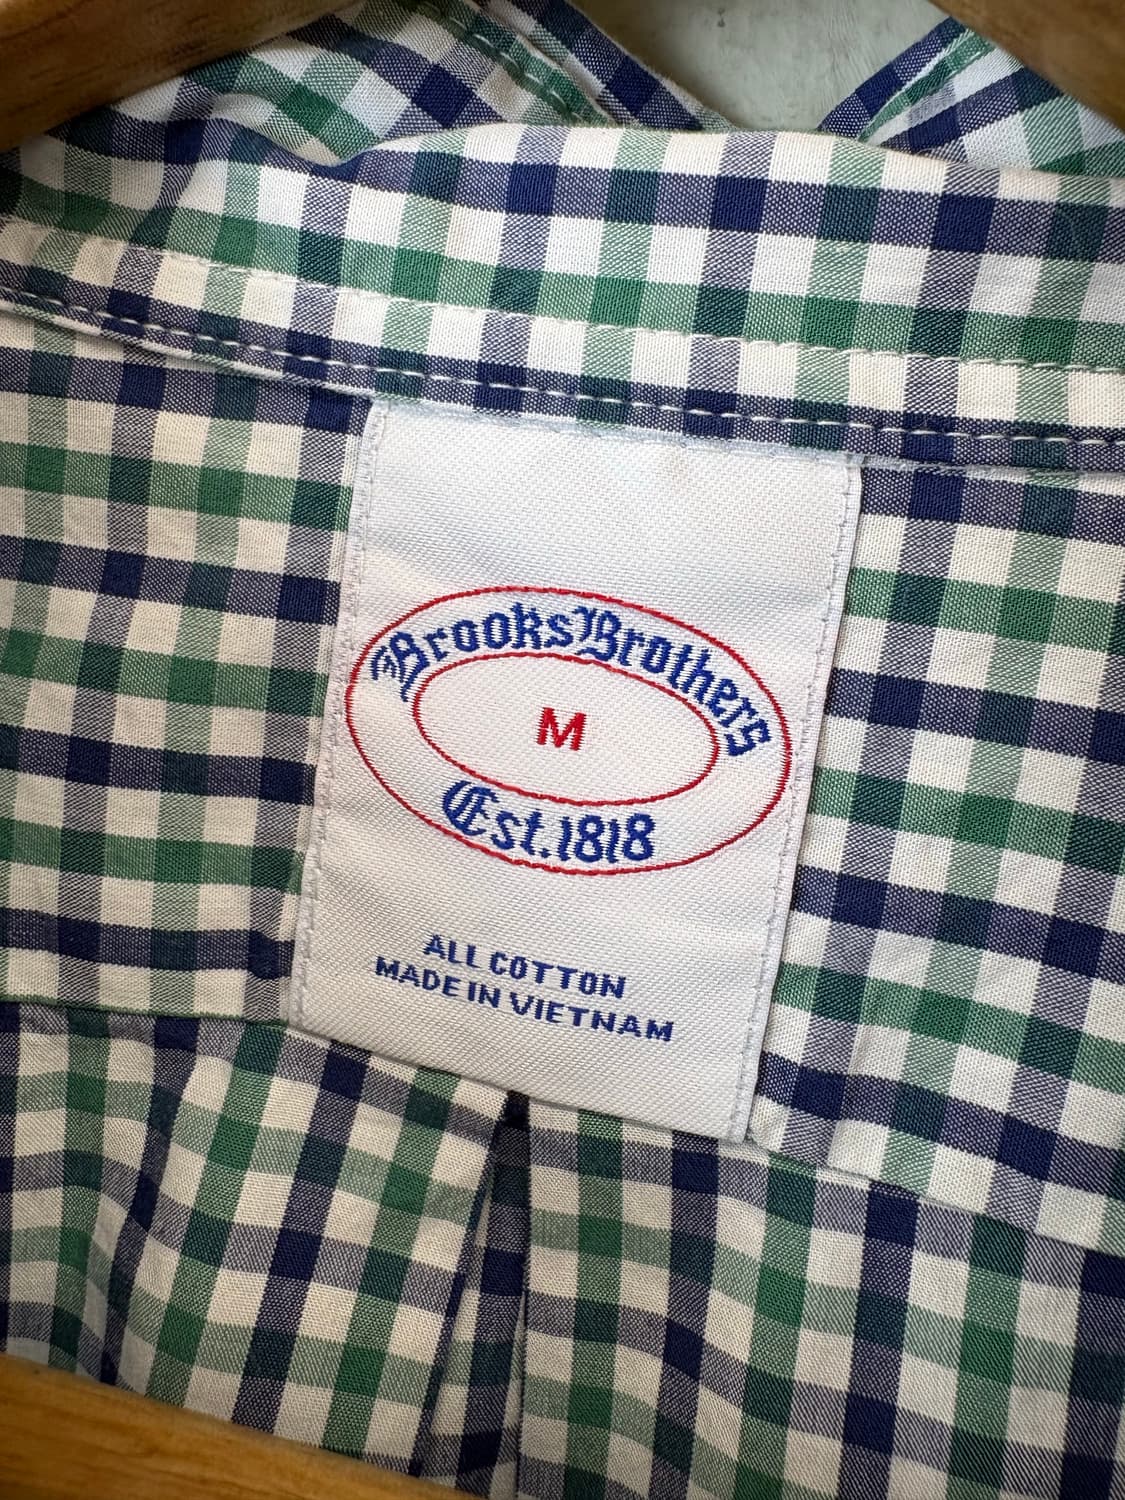 Brooks Brothers
M
Est. 1818
ALL COTTON
MADE IN VIETNAM